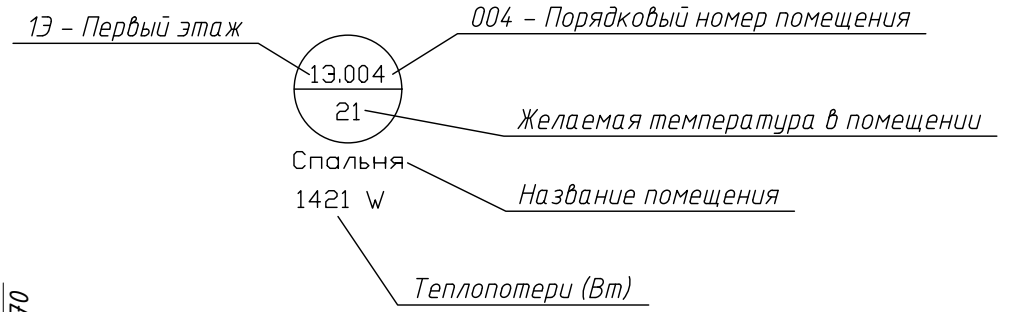 1Э – Первый этаж
004 – Порядковый номер помещения
1Э.004
21
Желаемая температура в помещении
Спальня
1421 W
Название помещения
Теплопотери (Вт)
70